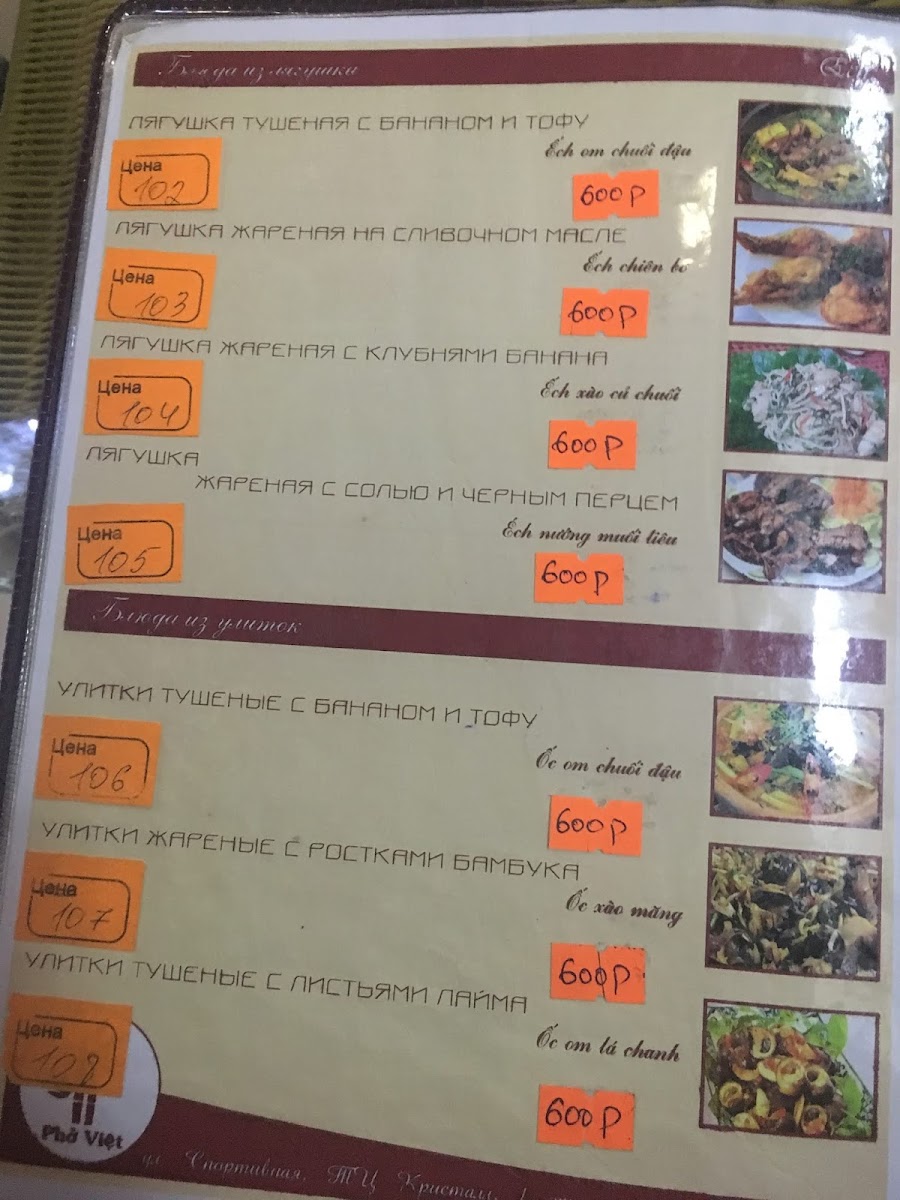 Блюда из лягушка
ЛЯГУШКА ТУШЕНАЯ С БАНАНОМ И ТОФУ
Ếch om chuối đậu
Цена
102
600р
ЛЯГУШКА ЖАРЕНАЯ НА СЛИВОЧНОМ МАСЛЕ
Ếch chiên bơ
Цена
103
600р
ЛЯГУШКА ЖАРЕНАЯ С КЛУБНЯМИ БАНАНА
Ếch xào củ chuối
Цена
104
600р
ЛЯГУШКА
ЖАРЕНАЯ С СОЛЬЮ И ЧЕРНЫМ ПЕРЦЕМ
Ếch nướng muối tiêu
Цена
105
600р
Блюда из улиток
УЛИТКИ ТУШЕНЫЕ С БАНАНОМ И ТОФУ
Ốc om chuối đậu
Цена
106
600р
УЛИТКИ ЖАРЕНЫЕ С РОСТКАМИ БАМБУКА
Ốc xào măng
Цена
107
600р
УЛИТКИ ТУШЕНЫЕ С ЛИСТЬЯМИ ЛАЙМА
Ốc om lá chanh
Цена
600р
Phở Việt
ул Спортивная, ТЦ Кристалл,